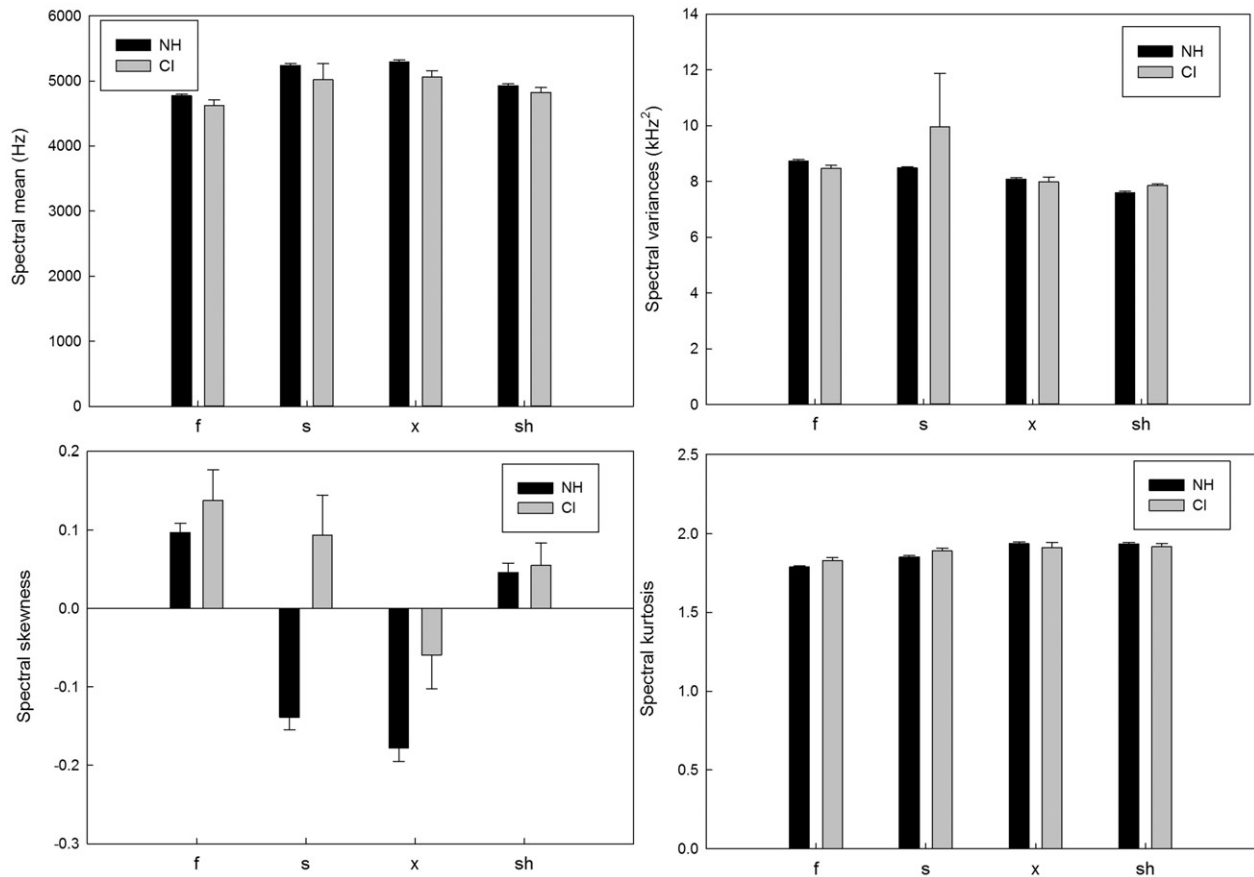 Spectral mean (Hz)
6000
5000
4000
3000
2000
1000
0
NH
CI
f s x sh
Spectral variances (kHz²)
14
12
10
8
6
4
2
0
NH
CI
f s x sh
Spectral skewness
0.2
0.1
0.0
-0.1
-0.2
-0.3
NH
CI
f s x sh
Spectral kurtosis
2.5
2.0
1.5
1.0
0.5
0.0
NH
CI
f s x sh